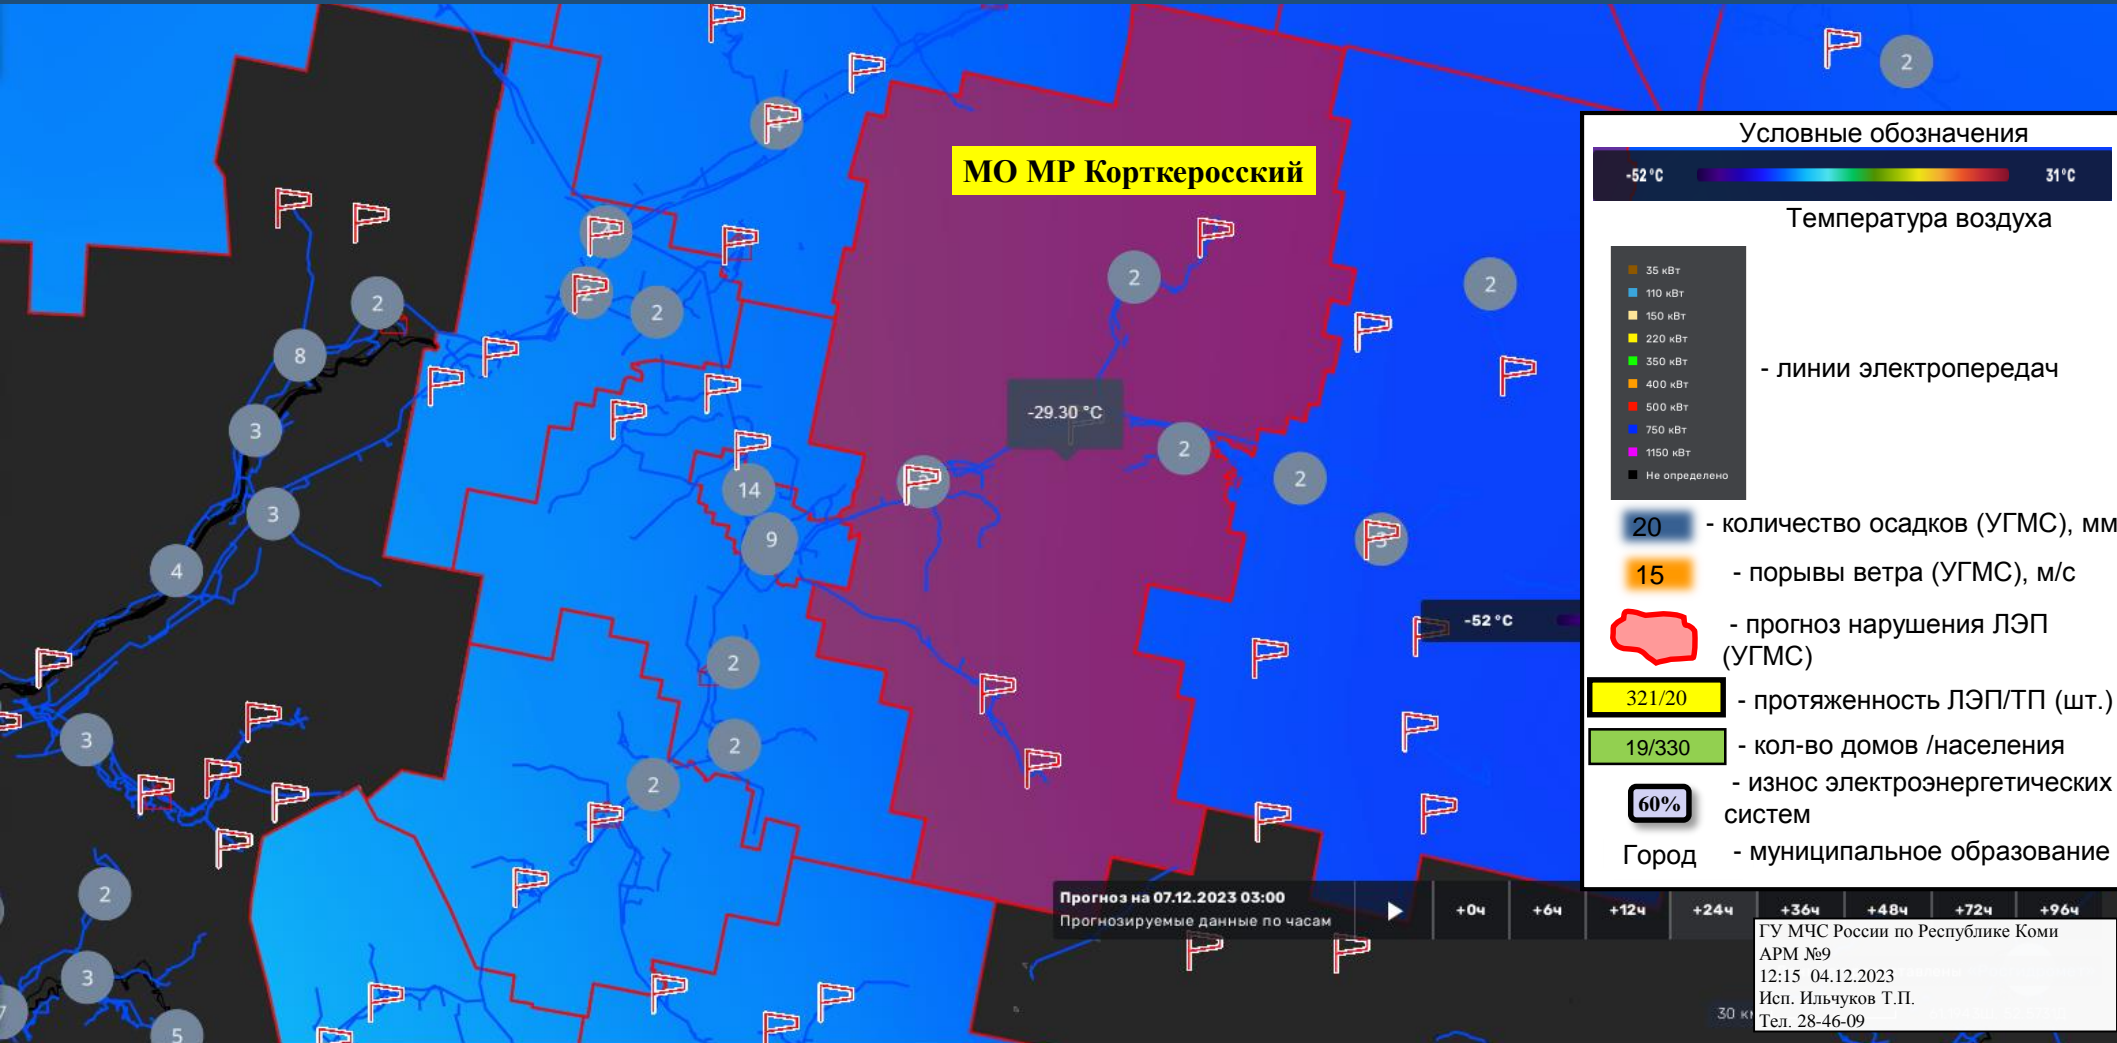 2
4
МО МР Корткеросский
2
2
2
2
2
2
8
-29.30 °C
3
2
2
2
14
3
9
3
4
-52 °C
2
3
2
2
2
3
7
5
Условные обозначения
-52 °C
31°C
Температура воздуха
35 кВт
110 кВт
150 кВт
220 кВт
350 кВт
400 кВт
500 кВт
750 кВт
1150 кВт
Не определено
- линии электропередач
20 - количество осадков (УГМС), мм
15 - порывы ветра (УГМС), м/с
- прогноз нарушения ЛЭП
(УГМС)
321/20 - протяженность ЛЭП/ТП (шт.)
19/330 - кол-во домов /населения
- износ электроэнергетических
60%
систем
Город - муниципальное образование
Прогноз на 07.12.2023 03:00
Прогнозируемые данные по часам
+0ч +6ч +12ч +24ч +36ч +48ч +72ч +96ч
ГУ МЧС России по Республике Коми
АРМ №9
12:15 04.12.2023
Исп. Ильчуков Т.П.
Тел. 28-46-09
30